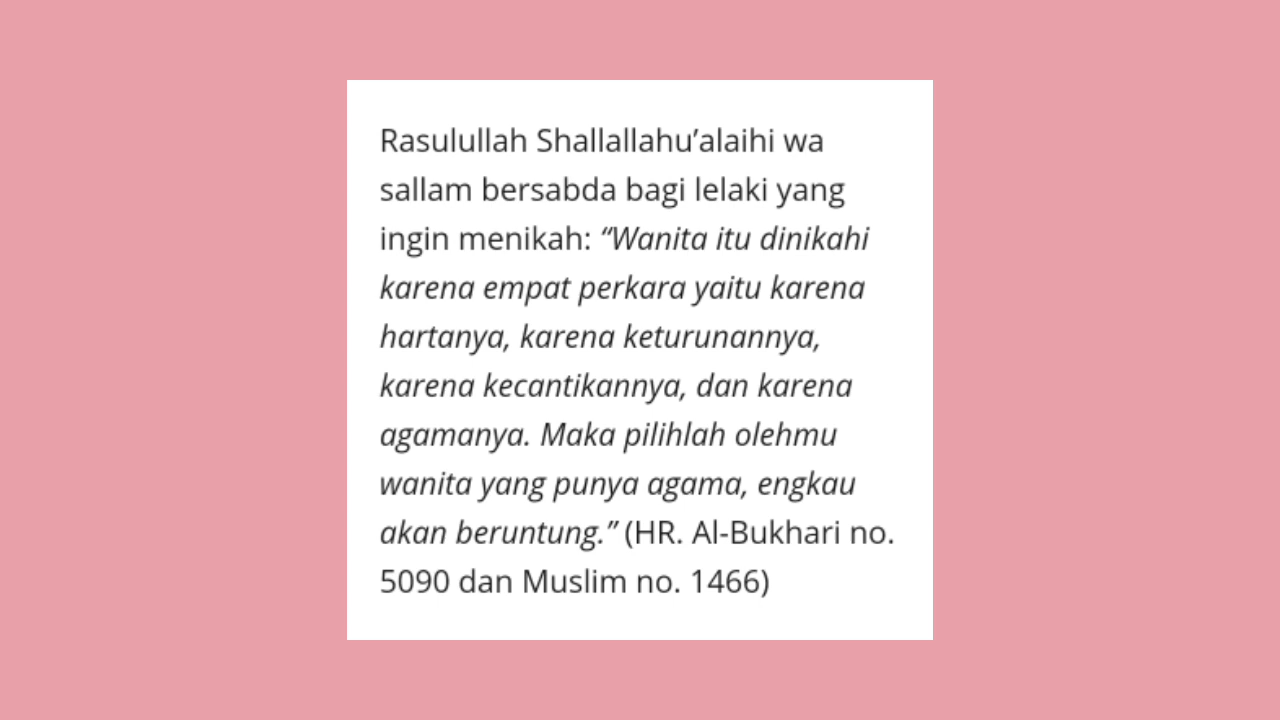 Rasulullah Shallallahu’alaihi wa
sallam bersabda bagi lelaki yang
ingin menikah: “Wanita itu dinikahi
karena empat perkara yaitu karena
hartanya, karena keturunannya,
karena kecantikannya, dan karena
agamanya. Maka pilihlah olehmu
wanita yang punya agama, engkau
akan beruntung.” (HR. Al-Bukhari no.
5090 dan Muslim no. 1466)